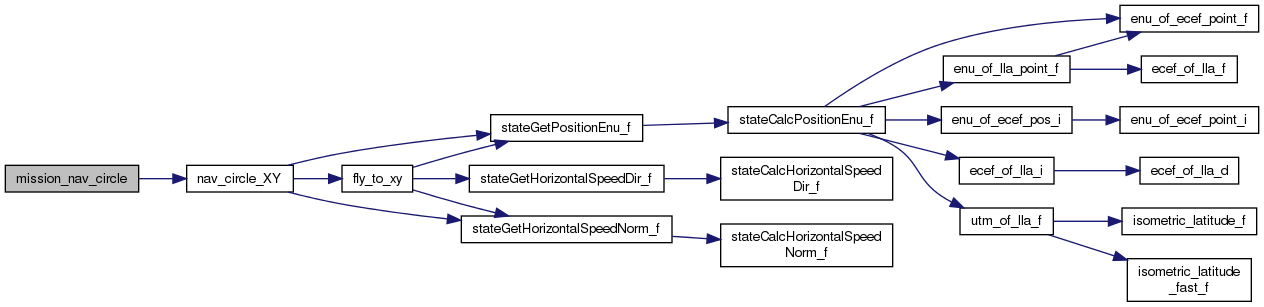 mission_nav_circle
nav_circle_XY
fly_to_xy
stateGetPositionEnu_f
stateGetHorizontalSpeedDir_f
stateGetHorizontalSpeedNorm_f
stateCalcPositionEnu_f
stateCalcHorizontalSpeed
Dir_f
stateCalcHorizontalSpeed
Norm_f
enu_of_lla_point_f
enu_of_ecef_pos_i
ecef_of_lla_i
utm_of_lla_f
enu_of_ecef_point_f
ecef_of_lla_f
enu_of_ecef_point_i
ecef_of_lla_d
isometric_latitude_f
isometric_latitude
_fast_f